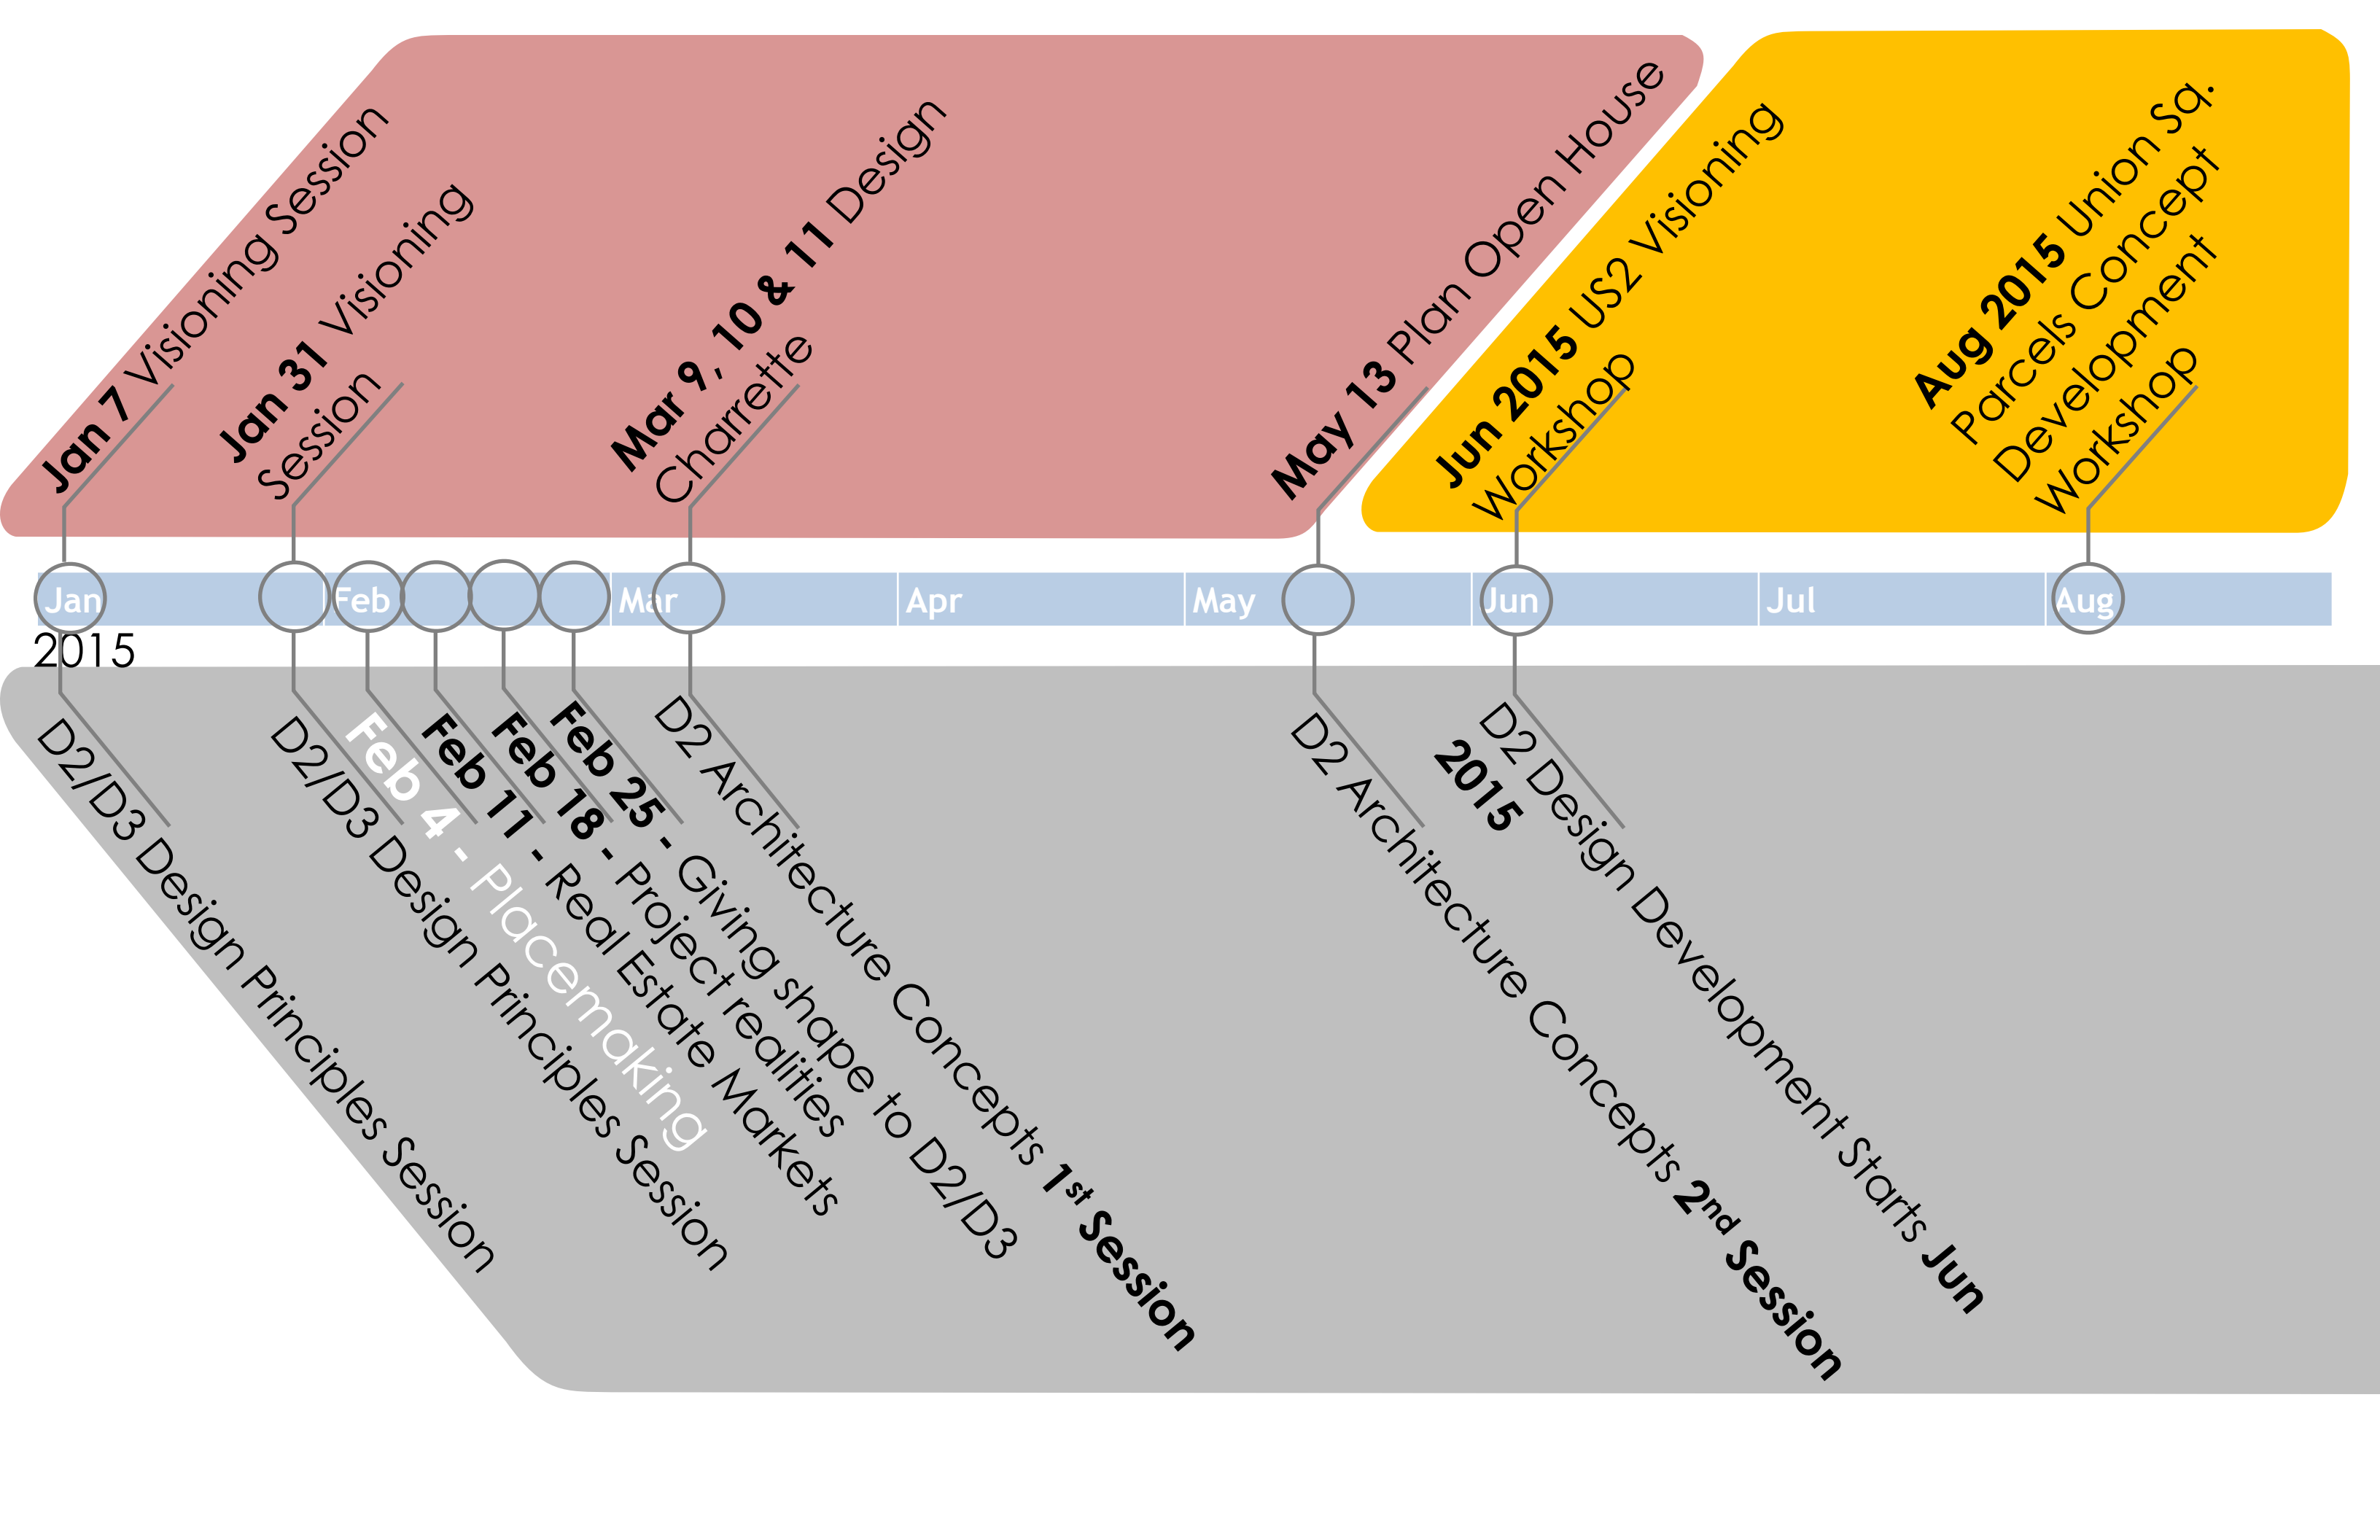 Jan 7 Visioning Session
Jan 31 Visioning
Session
Mar 9, 10 & 11 Design
Charrette
May 13 Plan Open House
Jun 2015 US2 Visioning
Workshop
Aug 2015 Union Sq.
Parcels Concept
Development
Workshop
Jan
Feb
Mar
Apr
May
Jun
Jul
Aug
2015
D2/D3 Design Principles Session
D2/D3 Design Principles Session
Feb 4 - Placemaking
Feb 11 - Real Estate Markets
Feb 18 - Project realities
Feb 25 - Giving shape to D2/D3
D2 Architecture Concepts 1st Session
D2 Architecture Concepts 2nd Session
D2 Design Development Starts Jun
2015